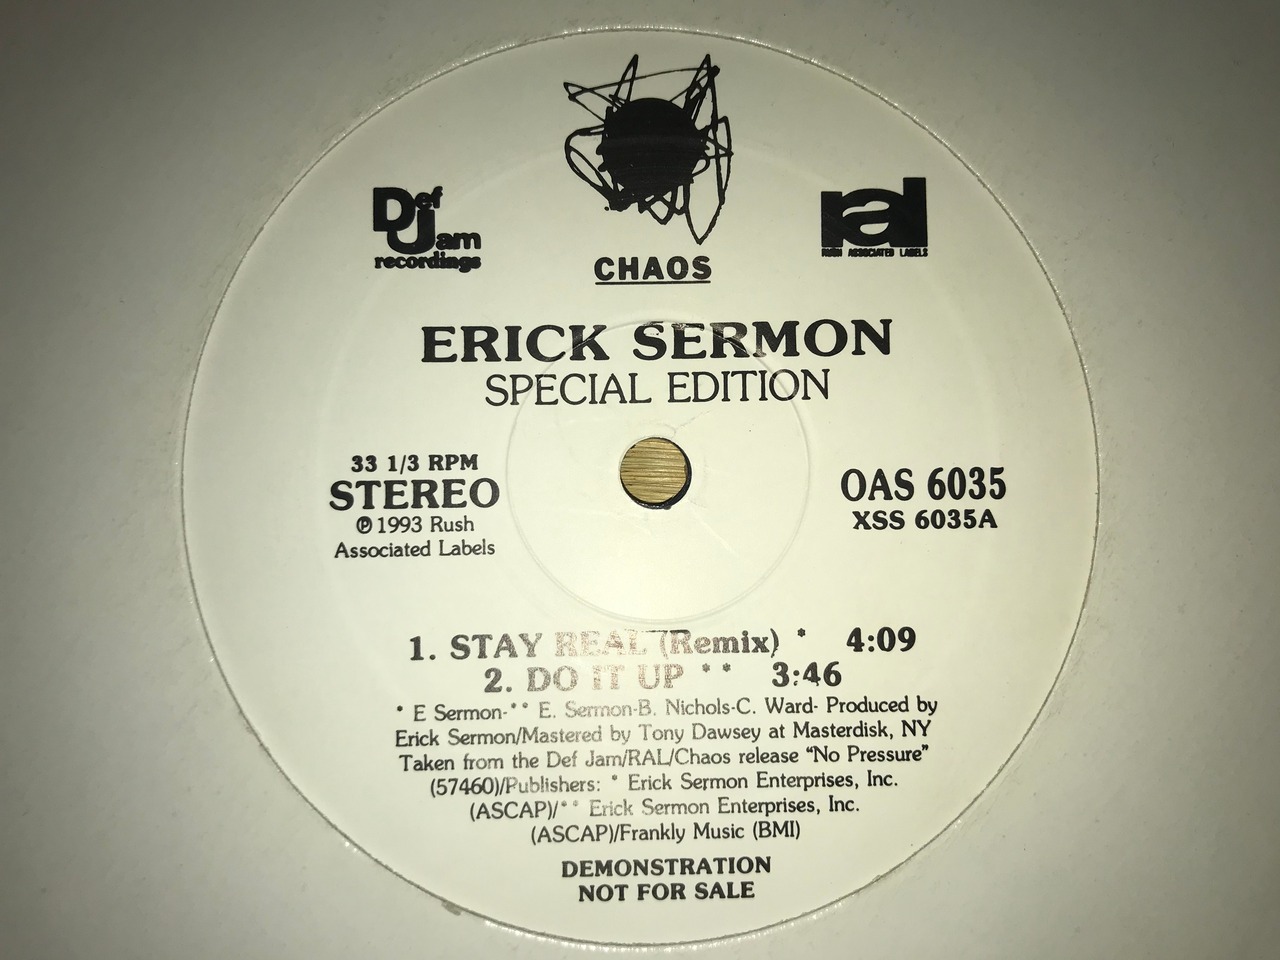 Def Jam recordings
CHAOS
ral
RUSH ASSOCIATED LABELS
ERICK SERMON
SPECIAL EDITION
33 1/3 RPM
STEREO
℗ 1993 Rush
Associated Labels
OAS 6035
XSS 6035A
1. STAY REAL (Remix) * 4:09
2. DO IT UP ** 3:46
* E Sermon-** E. Sermon-B. Nichols-C. Ward- Produced by
Erick Sermon/Mastered by Tony Dawsey at Masterdisk, NY
Taken from the Def Jam/RAL/Chaos release "No Pressure"
(57460)/Publishers: * Erick Sermon Enterprises, Inc.
(ASCAP)/** Erick Sermon Enterprises, Inc.
(ASCAP)/Frankly Music (BMI)
DEMONSTRATION
NOT FOR SALE